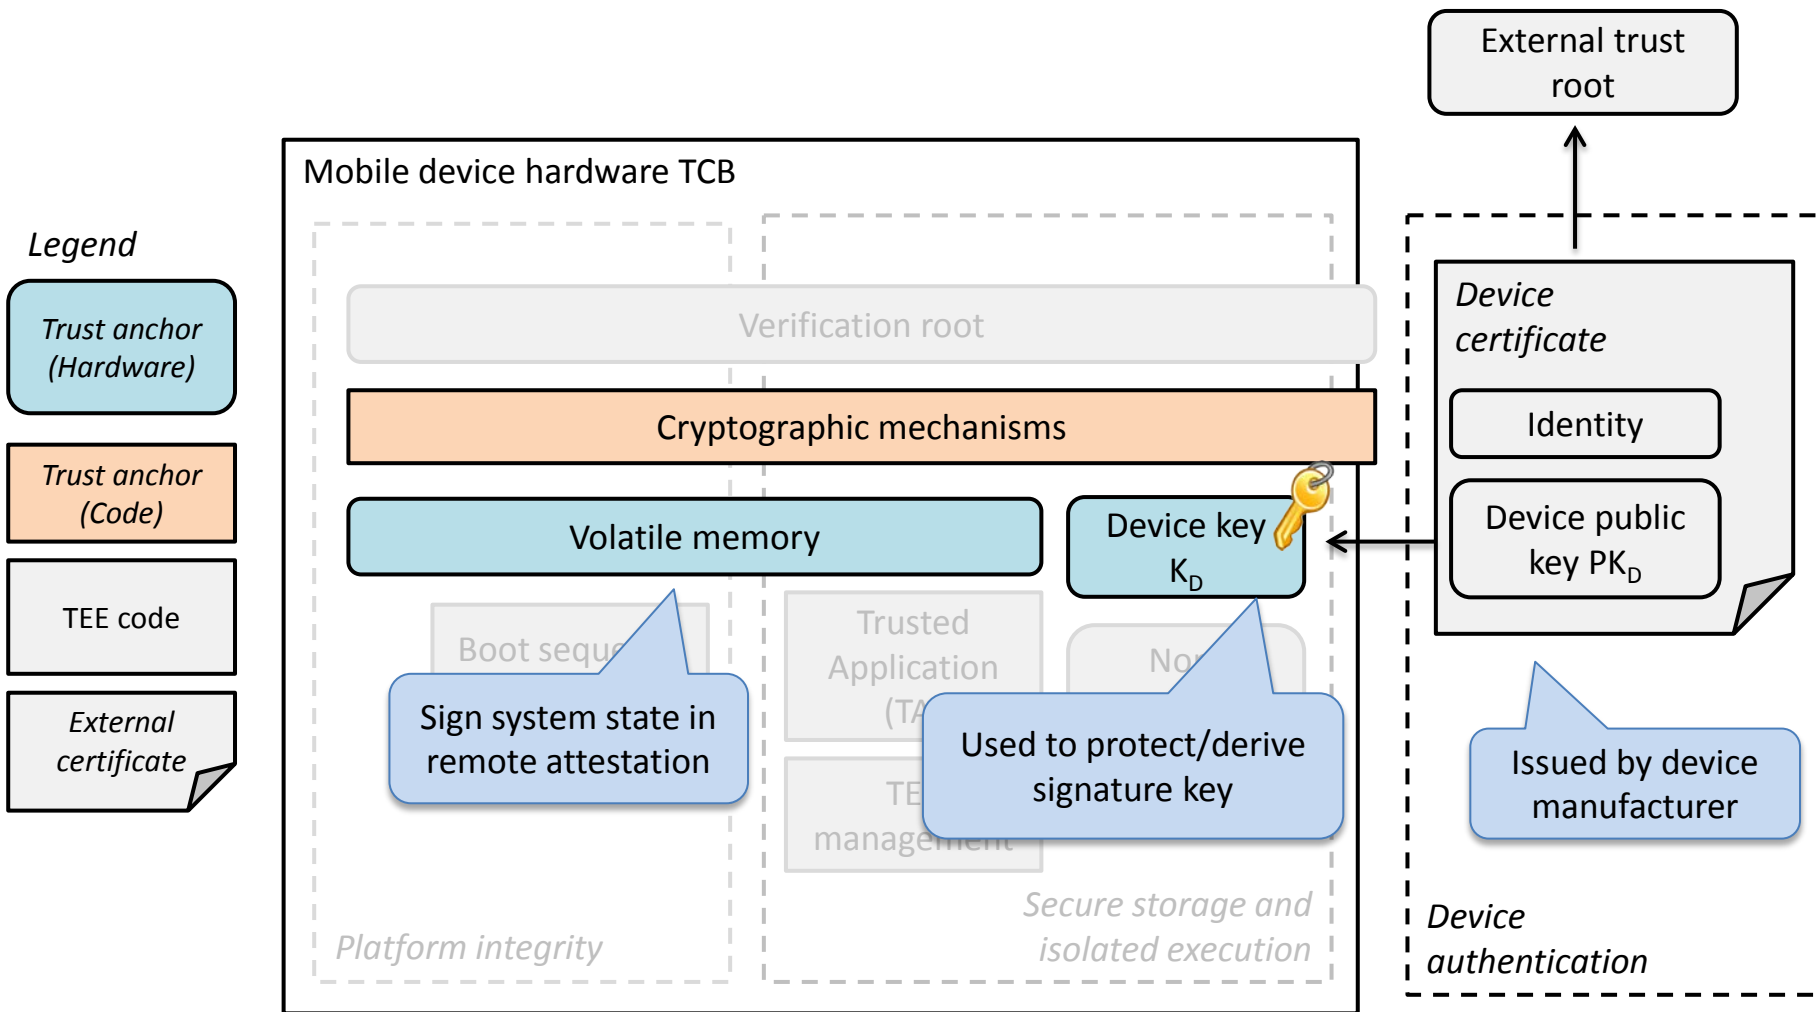 External trust
root
Mobile device hardware TCB
Legend
Trust anchor
(Hardware)
Trust anchor
(Code)
TEE code
External
certificate
Verification root
Cryptographic mechanisms
Volatile memory
Device key
K_D
Boot
Trusted
Application
management
Sign system state in
remote attestation
Used to protect/derive
signature key
Platform integrity
Secure storage and
isolated execution
Device
certificate
Identity
Device public
key PK_D
Issued by device
manufacturer
Device
authentication